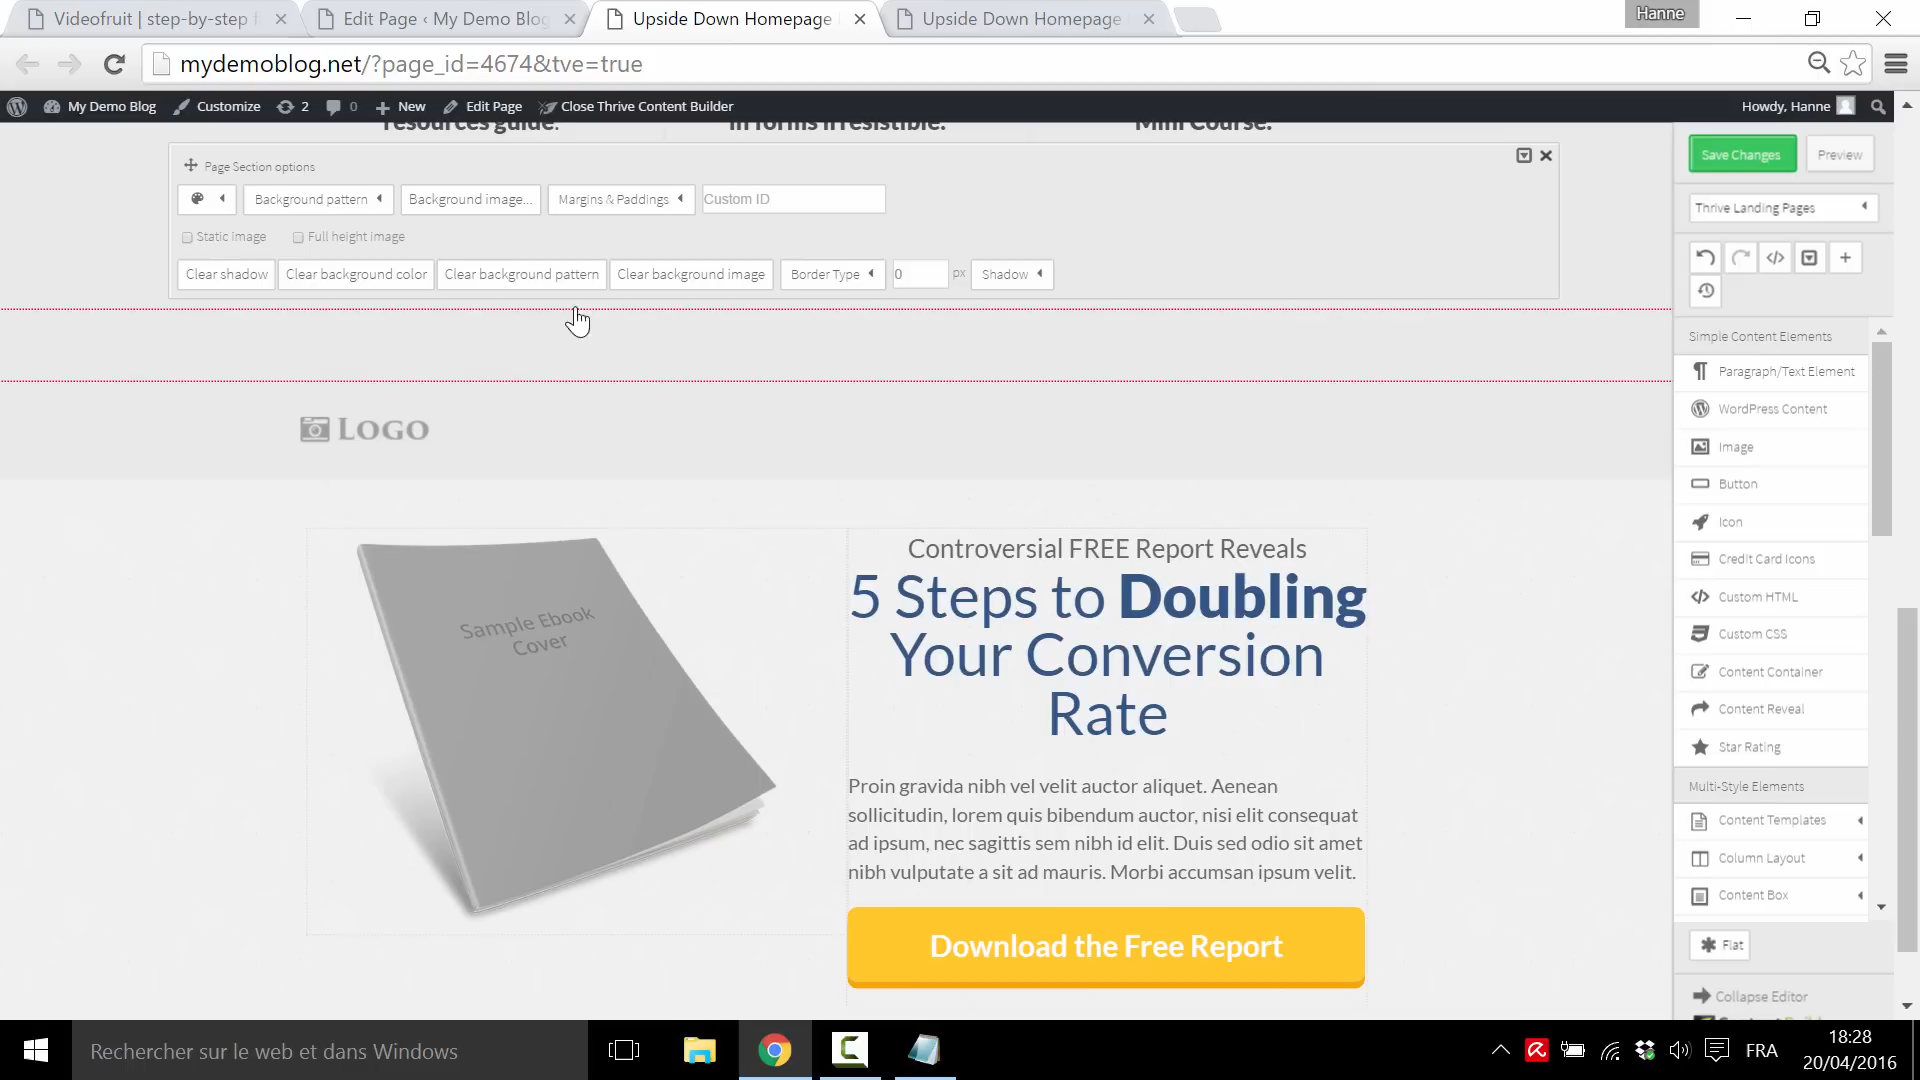 Videofruit | step-by-step
Edit Page ‹ My Demo Blog
Upside Down Homepage
Upside Down Homepage
Hanne
mydemoblog.net/?page_id=4674&tve=true
My Demo Blog
Customize
2
0
New
Edit Page
Close Thrive Content Builder
Howdy, Hanne
resources guide.
in forms irresistible.
Mini Course.
Page Section options
Background pattern
Background image...
Margins & Paddings
Custom ID
Static image
Full height image
Clear shadow
Clear background color
Clear background pattern
Clear background image
Border Type
0
px
Shadow
LOGO
Sample Ebook
Cover
Controversial FREE Report Reveals
5 Steps to Doubling
Your Conversion
Rate
Proin gravida nibh vel velit auctor aliquet. Aenean
sollicitudin, lorem quis bibendum auctor, nisi elit consequat
ad ipsum, nec sagittis sem nibh id elit. Duis sed odio sit amet
nibh vulputate a sit ad mauris. Morbi accumsan ipsum velit.
Download the Free Report
Save Changes
Preview
Thrive Landing Pages
Simple Content Elements
Paragraph/Text Element
WordPress Content
Image
Button
Icon
Credit Card Icons
Custom HTML
Custom CSS
Content Container
Content Reveal
Star Rating
Multi-Style Elements
Content Templates
Column Layout
Content Box
Flat
Collapse Editor
Rechercher sur le web et dans Windows
FRA
18:28
20/04/2016